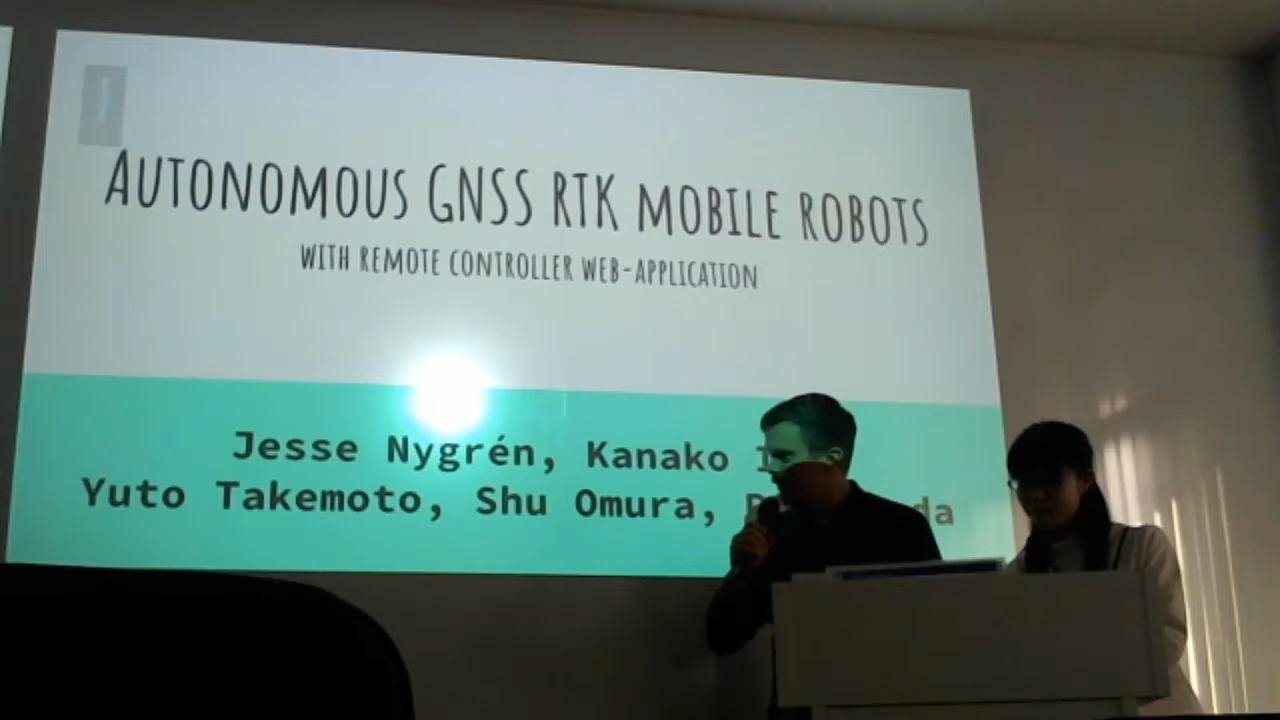 AUTONOMOUS GNSS RTK MOBILE ROBOTS
WITH REMOTE CONTROLLER WEB-APPLICATION
Jesse Nygrén, Kanako
Yuto Takemoto, Shu Omura,